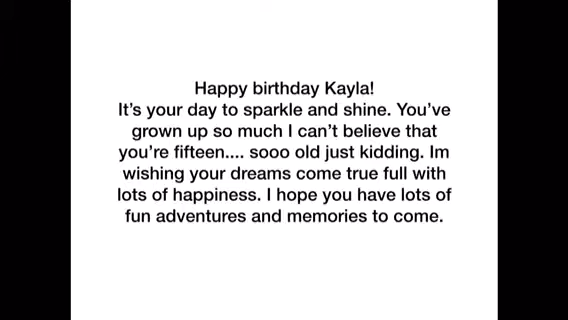 Happy birthday Kayla!
It’s your day to sparkle and shine. You’ve
grown up so much I can’t believe that
you’re fifteen.... sooo old just kidding. Im
wishing your dreams come true full with
lots of happiness. I hope you have lots of
fun adventures and memories to come.